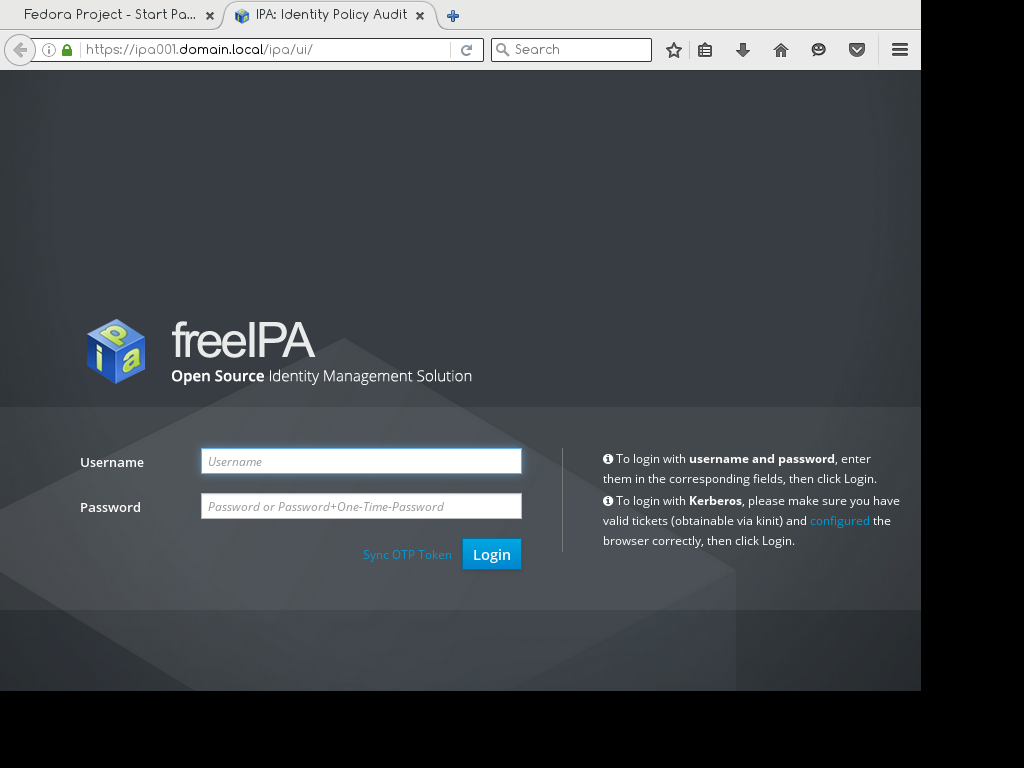 Fedora Project - Start Pa...
IPA: Identity Policy Audit
https://ipa001.domain.local/ipa/ui/
Search
ipa
freeIPA
Open Source Identity Management Solution
Username
Username
To login with username and password, enter
them in the corresponding fields, then click Login.
Password
Password or Password+One-Time-Password
To login with Kerberos, please make sure you have
valid tickets (obtainable via kinit) and configured the
browser correctly, then click Login.
Sync OTP Token
Login